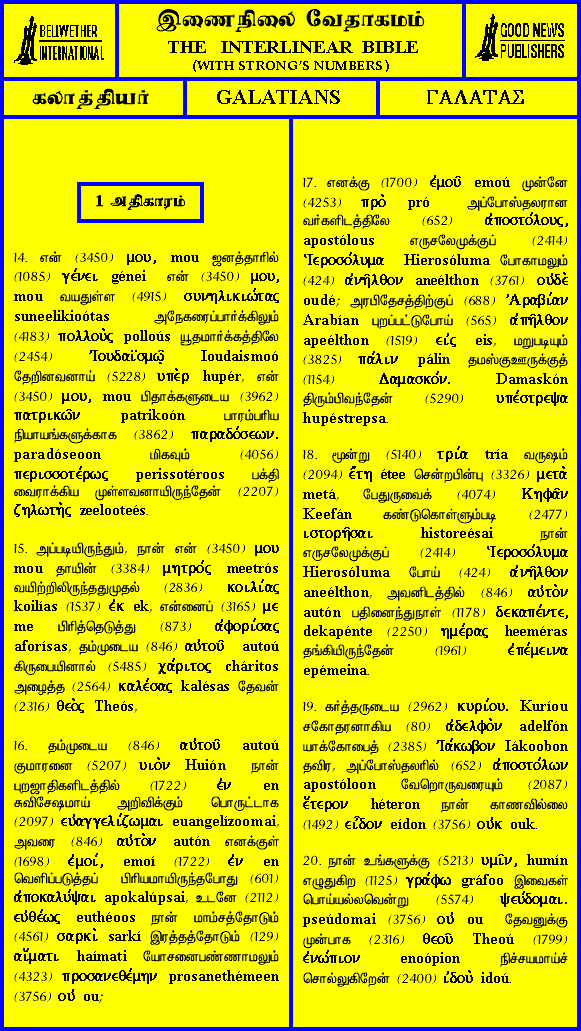 BELLWETHER
INTERNATIONAL
இணைநிலை வேதாகமம்
THE INTERLINEAR BIBLE
(WITH STRONG'S NUMBERS)
GOOD NEWS
PUBLISHERS
கலாத்தியர்
GALATIANS
ΓΑΛΑΤΑΣ
1 அதிகாரம்
14. என் (3450) μου, mou ஜனத்தாரில்
(1085) γένει génei என் (3450) μου,
mou வயதுள்ள (4915) συνηλικιώτας
suneelikioótas அநேகரைப்பார்க்கிலும்
(4183) πολλοὺς polloús யூதமார்க்கத்திலே
(2454) Ἰουδαϊσμῷ Ioudaismoó
தேறினவனாய் (5228) υπὲρ hupér, என்
(3450) μου, mou பிதாக்களுடைய (3962)
πατρικῶν patrikoón பாரம்பரிய
நியாயங்களுக்காக (3862) παραδόσεων.
paradóseoon மிகவும் (4056)
περισσοτέρως perissotéroos பக்தி
வைராக்கிய முள்ளவனாயிருந்தேன் (2207)
ζηλωτὴς zeelooteés.
15. அப்படியிருந்தும், நான் என் (3450) μου
mou தாயின் (3384) μητρός meetrós
வயிற்றிலிருந்ததுமுதல் (2836) κοιλίας
koilías (1537) ἐκ ek, என்னைப் (3165) με
me பிரித்தெடுத்து (873) ἀφορίσας
aforísas, தம்முடைய (846) αὐτοῦ autoú
கிருபையினால் (5485) χάριτος cháritos
அழைத்த (2564) καλέσας kalésas தேவன்
(2316) θεὸς Theós,
16. தம்முடைய (846) αὐτοῦ autoú
குமாரனை (5207) υιὸν Huión நான்
புறஜாதிகளிடத்தில் (1722) ἐν en
சுவிசேஷமாய் அறிவிக்கும் பொருட்டாக
(2097) εὐαγγελίζωμαι euangelízoomai,
அவரை (846) αὐτὸν autón எனக்குள்
(1698) ἐμοί, emoí (1722) ἐν en
வெளிப்படுத்தப் பிரியமாயிருந்தபோது (601)
ἀποκαλύψαι apokalúpsai, உடனே (2112)
εὐθέως euthéoos நான் மாம்சத்தோடும்
(4561) σαρκὶ sarkí இரத்தத்தோடும் (129)
αἵματι haímati யோசனைபண்ணாமலும்
(4323) προσανεθέμην prosanethémeen
(3756) οὐ ou;
17. எனக்கு (1700) ἐμοῦ emoú முன்னே
(4253) πρὸ pró அப்போஸ்தலரான
வர்களிடத்திலே (652) ἀποστόλους,
apostólous எருசலேமுக்குப் (2414)
Ἱεροσόλυμα Hierosóluma போகாமலும்
(424) ἀνῆλθον aneélthon (3761) οὐδὲ
oudé; அரபிதேசத்திற்குப் (688) Ἀραβίαν
Arabían புறப்பட்டுபோய் (565) ἀπῆλθον
apeélthon (1519) εἰς eis, மறுபடியும்
(3825) πάλιν pálin தமஸ்குஊருக்குத்
(1154) Δαμασκόν. Damaskón
திரும்பிவந்தேன் (5290) υπέστρεψα
hupéstrepsa.
18. மூன்று (5140) τρία tría வருஷம்
(2094) ἔτη étee சென்றபின்பு (3326) μετὰ
metá, பேதுருவைக் (4074) Κηφᾶν
Keefán கண்டுகொள்ளும்படி (2477)
ιστορῆσαι historeésai நான்
எருசலேமுக்குப் (2414) Ἱεροσόλυμα
Hierosóluma போய் (424) ἀνῆλθον
aneélthon, அவனிடத்தில் (846) αὐτὸν
autón பதினைந்துநாள் (1178) δεκαπέντε,
dekapénte (2250) ημέρας heeméras
தங்கியிருந்தேன் (1961) ἐπέμεινα
epémeina.
19. கர்த்தருடைய (2962) κυρίου. Kuríou
சகோதரனாகிய (80) ἀδελφὸν adelfón
யாக்கோபைத் (2385) Ἰάκωβον Iákoobon
தவிர, அப்போஸ்தலரில் (652) ἀποστόλων
apostóloon வேறொருவரையும் (2087)
ἕτερον héteron நான் காணவில்லை
(1492) εἶδον eídon (3756) οὐκ ouk.
20. நான் உங்களுக்கு (5213) υμῖν, humín
எழுதுகிற (1125) γράφω gráfoo இவைகள்
பொய்யல்லவென்று (5574) ψεύδομαι.
pseúdomai (3756) οὐ ou தேவனுக்கு
முன்பாக (2316) θεοῦ Theoú (1799)
ἐνώπιον enoópion நிச்சயமாய்ச்
சொல்லுகிறேன் (2400) ἰδοὺ idoú.